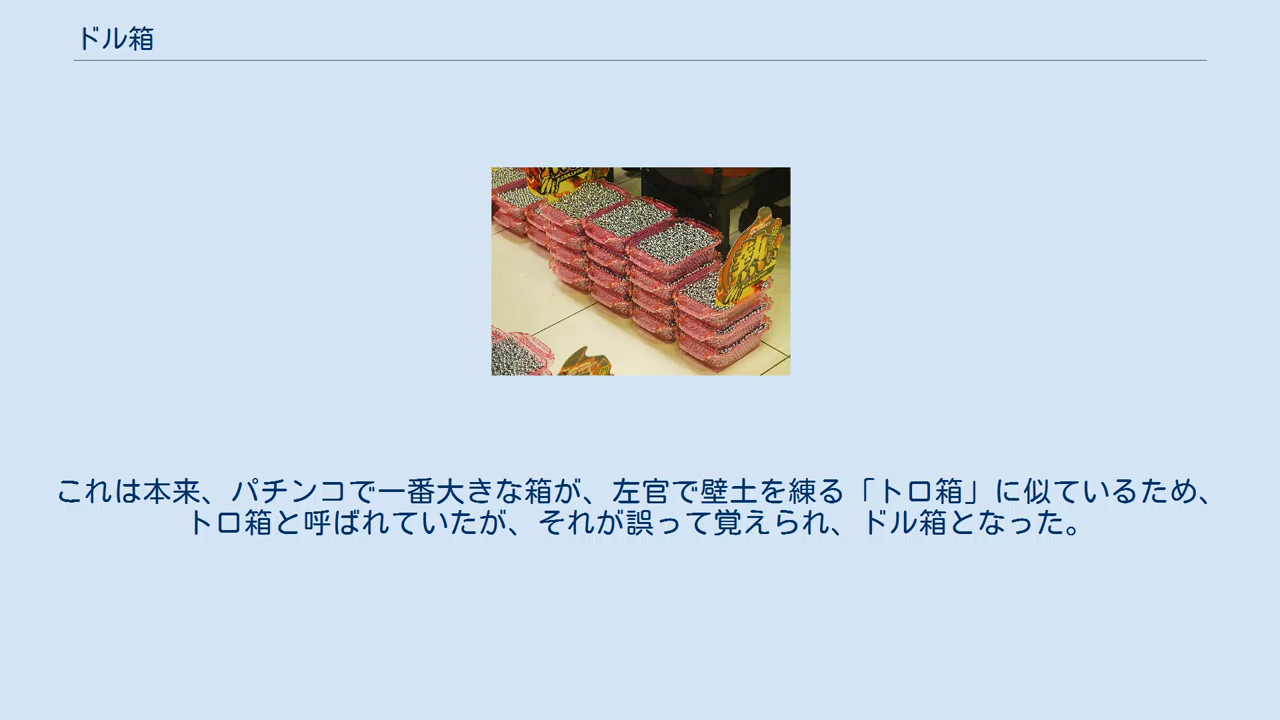 ドル箱
熱
これは本来、パチンコで一番大きな箱が、左官で壁土を練る「トロ箱」に似ているため、
トロ箱と呼ばれていたが、それが誤って覚えられ、ドル箱となった。